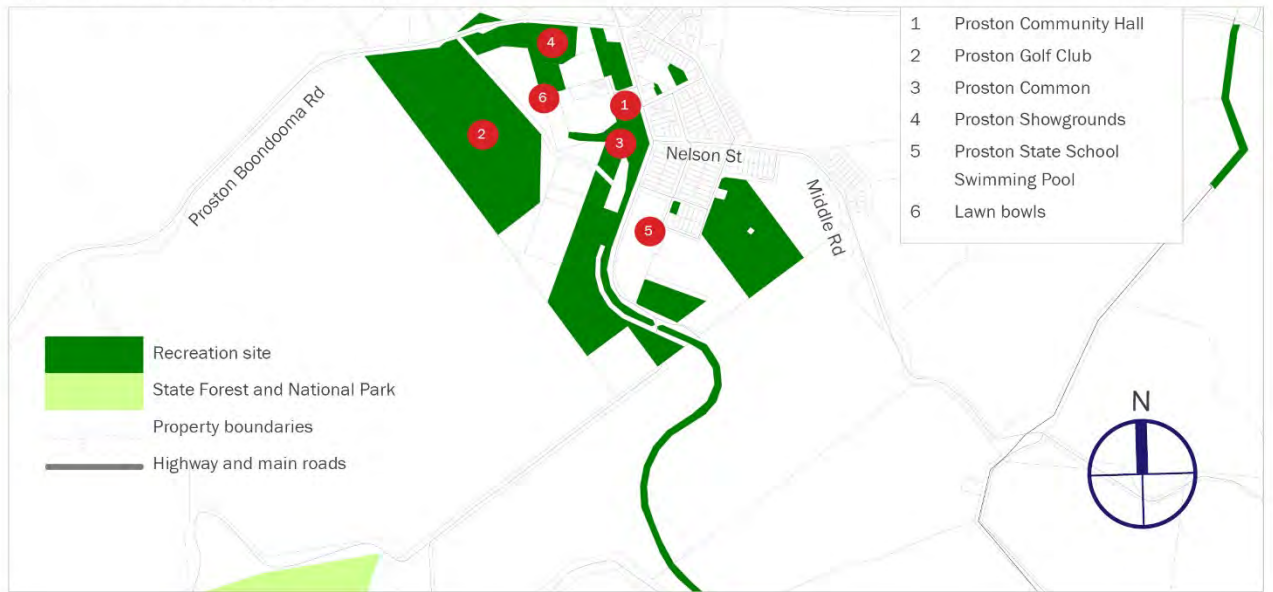 1 Proston Community Hall
2 Proston Golf Club
3 Proston Common
4 Proston Showgrounds
5 Proston State School
Swimming Pool
6 Lawn bowls
4
6
1
2
3
5
Proston Boondooma Rd
Nelson St
Middle Rd
Recreation site
State Forest and National Park
Property boundaries
Highway and main roads
N